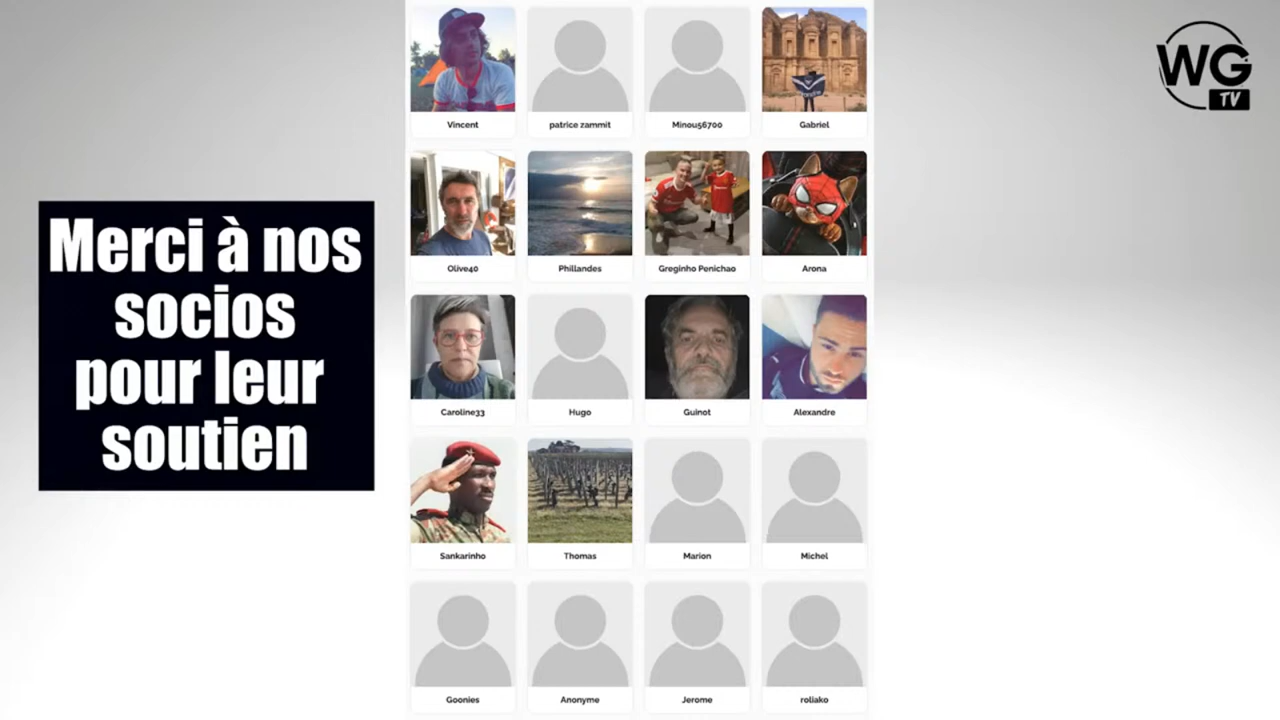 WG
TV
Merci à nos
socios
pour leur
soutien
Vincent
patrice zammit
Minou56700
Gabriel
Olive40
Phillandes
Greginho Penichao
Arona
Caroline33
Hugo
Guinot
Alexandre
Sankarinho
Thomas
Marion
Michel
Goonies
Anonyme
Jerome
roliako